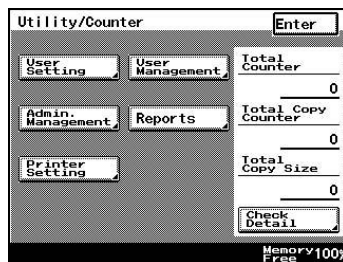 Utility/Counter
Enter
User
Setting
User
Management
Admin.
Management
Reports
Printer
Setting
Total
Counter
0
Total Copy
Counter
0
Total
Copy Size
0
Check
Detail
Memory
Free
100%